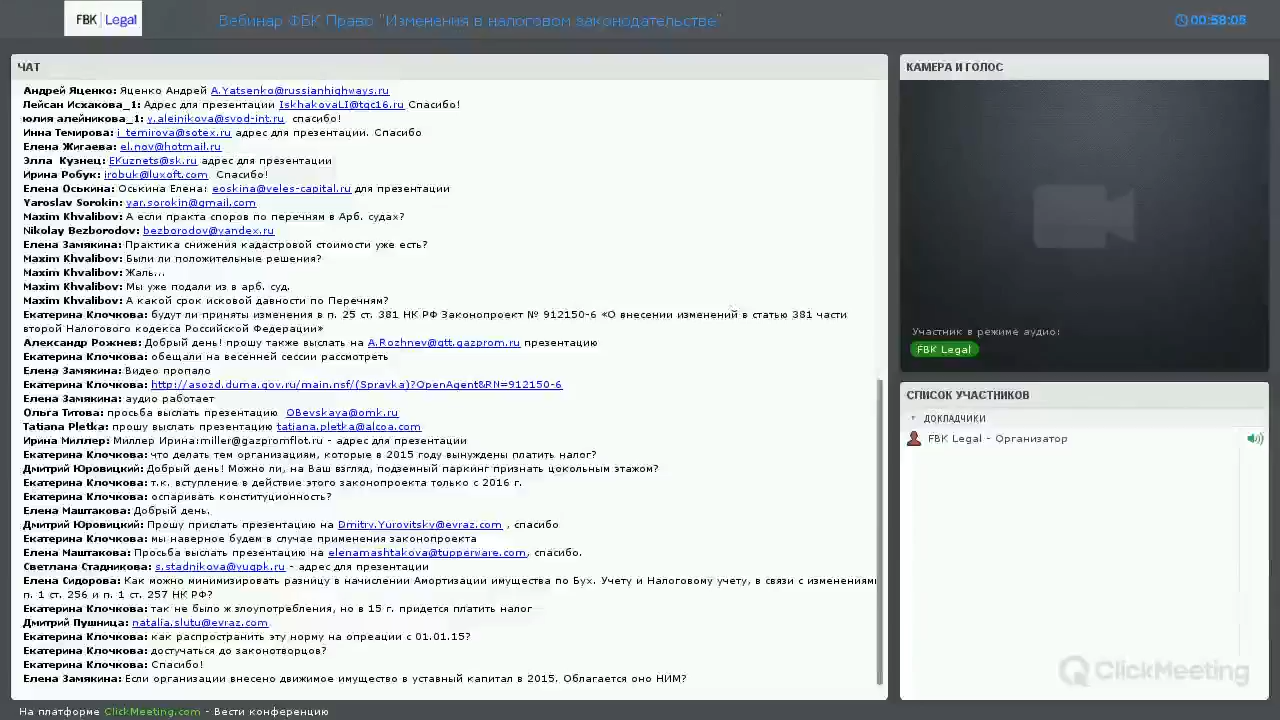 FBK Legal
Вебинар ФБК Право "Изменения в налоговом законодательстве"
00:58:05
ЧАТ
Андрей Яценко: Яценко Андрей A.Yatsenko@russianhighways.ru
Лейсан Исхакова_1: Адрес для презентации IskhakovaLI@tgc16.ru Спасибо!
юлия алейникова_1: y.aleinikova@svod-int.ru спасибо!
Инна Темирова: i_temirova@sotex.ru адрес для презентации. Спасибо
Елена Жигаева: el.nov@hotmail.ru
Элла Кузнец: EKuznets@sk.ru адрес для презентации
Ирина Робук: irobuk@luxoft.com Спасибо!
Елена Оськина: Оськина Елена: eoskina@veles-capital.ru для презентации
Yaroslav Sorokin: yar.sorokin@gmail.com
Maxim Khvalibov: А если практа споров по перечням в Арб. судах?
Nikolay Bezborodov: bezborodov@yandex.ru
Елена Замякина: Практика снижения кадастровой стоимости уже есть?
Maxim Khvalibov: Были ли положительные решения?
Maxim Khvalibov: Жаль...
Maxim Khvalibov: Мы уже подали из в арб. суд.
Maxim Khvalibov: А какой срок исковой давности по Перечням?
Екатерина Клочкова: будут ли приняты изменения в п. 25 ст. 381 НК РФ Законопроект № 912150-6 «О внесении изменений в статью 381 части
второй Налогового кодекса Российской Федерации»
Александр Рожнев: Добрый день! прошу также выслать на A.Rozhnev@gtt.gazprom.ru презентацию
Екатерина Клочкова: обещали на весенней сессии рассмотреть
Елена Замякина: Видео пропало
Екатерина Клочкова: http://asozd.duma.gov.ru/main.nsf/(Spravka)?OpenAgent&RN=912150-6
Елена Замякина: аудио работает
Ольга Титова: просьба выслать презентацию OBevskaya@omk.ru
Tatiana Pletka: прошу выслать презентацию tatiana.pletka@alcoa.com
Ирина Миллер: Миллер Ирина:miller@gazpromflot.ru - адрес для презентации
Екатерина Клочкова: что делать тем организациям, которые в 2015 году вынуждены платить налог?
Дмитрий Юровицкий: Добрый день! Можно ли, на Ваш взгляд, подземный паркинг признать цокольным этажом?
Екатерина Клочкова: т.к. вступление в действие этого законопроекта только с 2016 г.
Екатерина Клочкова: оспаривать конституционность?
Елена Маштакова: Добрый день.
Дмитрий Юровицкий: Прошу прислать презентацию на Dmitry.Yurovitsky@evraz.com , спасибо
Екатерина Клочкова: мы наверное будем в случае применения законопроекта
Елена Маштакова: Просьба выслать презентацию на elenamashtakova@tupperware.com, спасибо.
Светлана Стадникова: s.stadnikova@yugpk.ru - адрес для презентации
Елена Сидорова: Как можно минимизировать разницу в начислении Амортизации имущества по Бух. Учету и Налоговому учету, в связи с изменениями
п. 1 ст. 256 и п. 1 ст. 257 НК РФ?
Екатерина Клочкова: так не было ж злоупотребления, но в 15 г. придется платить налог
Дмитрий Пушница: natalia.slutu@evraz.com
Екатерина Клочкова: как распространить эту норму на опреации с 01.01.15?
Екатерина Клочкова: достучаться до законотворцов?
Екатерина Клочкова: Спасибо!
Елена Замякина: Если организации внесено движимое имущество в уставный капитал в 2015. Облагается оно НИМ?
КАМЕРА И ГОЛОС
Участник в режиме аудио:
FBK Legal
СПИСОК УЧАСТНИКОВ
ДОКЛАДЧИКИ
FBK Legal - Организатор
ClickMeeting
На платформе ClickMeeting.com - Вести конференцию